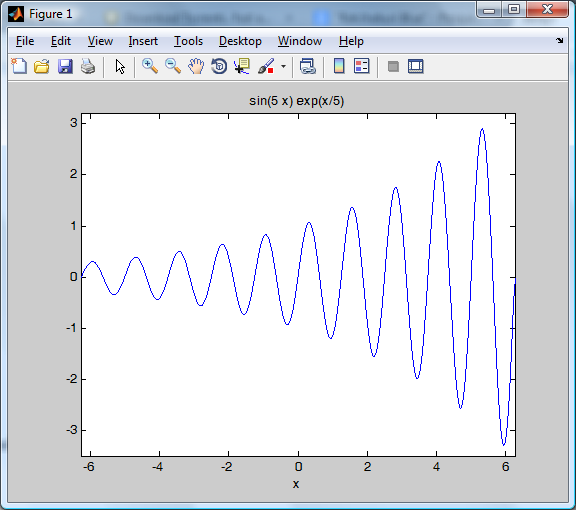 Figure 1
File Edit View Insert Tools Desktop Window Help
sin(5 x) exp(x/5)
3
2
1
0
-1
-2
-3
-6 -4 -2 0 2 4 6
x